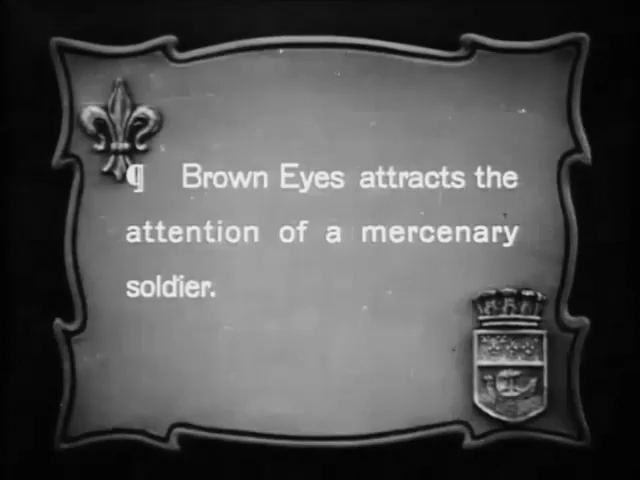 ¶ Brown Eyes attracts the
attention of a mercenary
soldier.